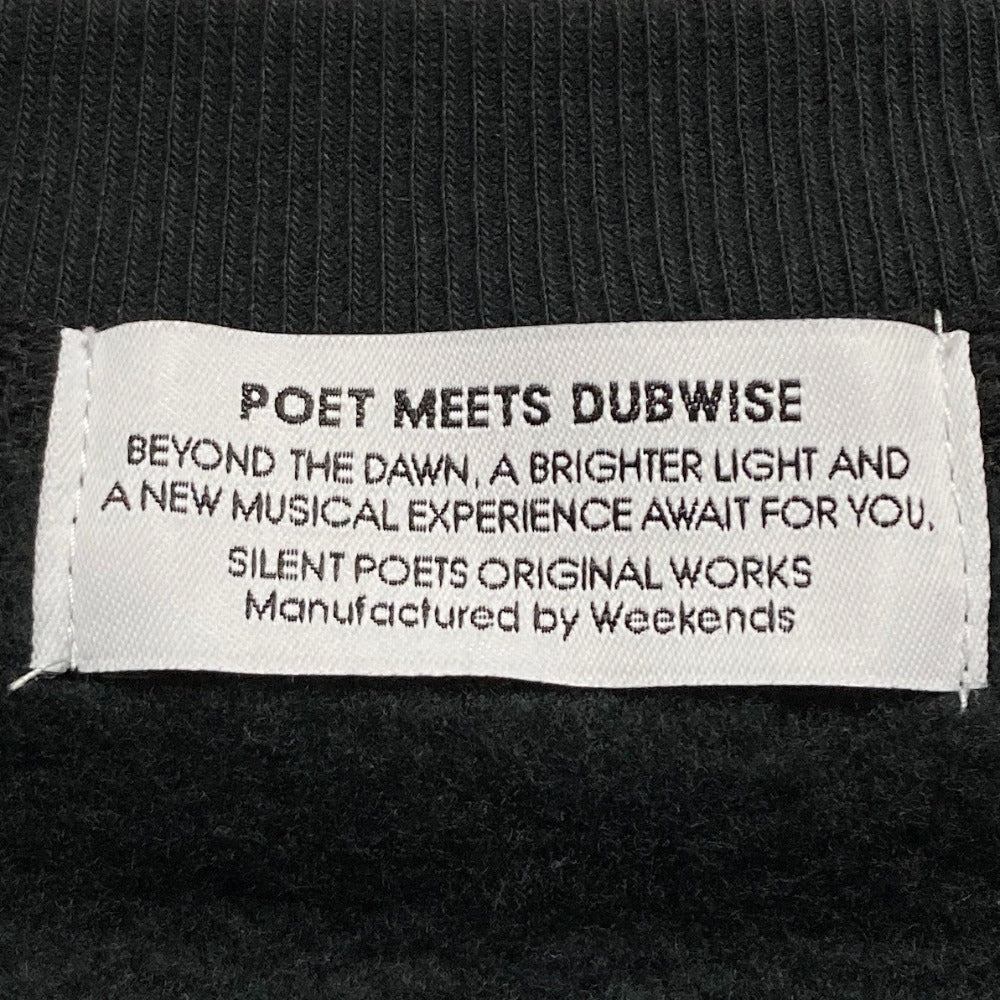 POET MEETS DUBWISE
BEYOND THE DAWN, A BRIGHTER LIGHT AND
A NEW MUSICAL EXPERIENCE AWAIT FOR YOU.
SILENT POETS ORIGINAL WORKS
Manufactured by Weekends